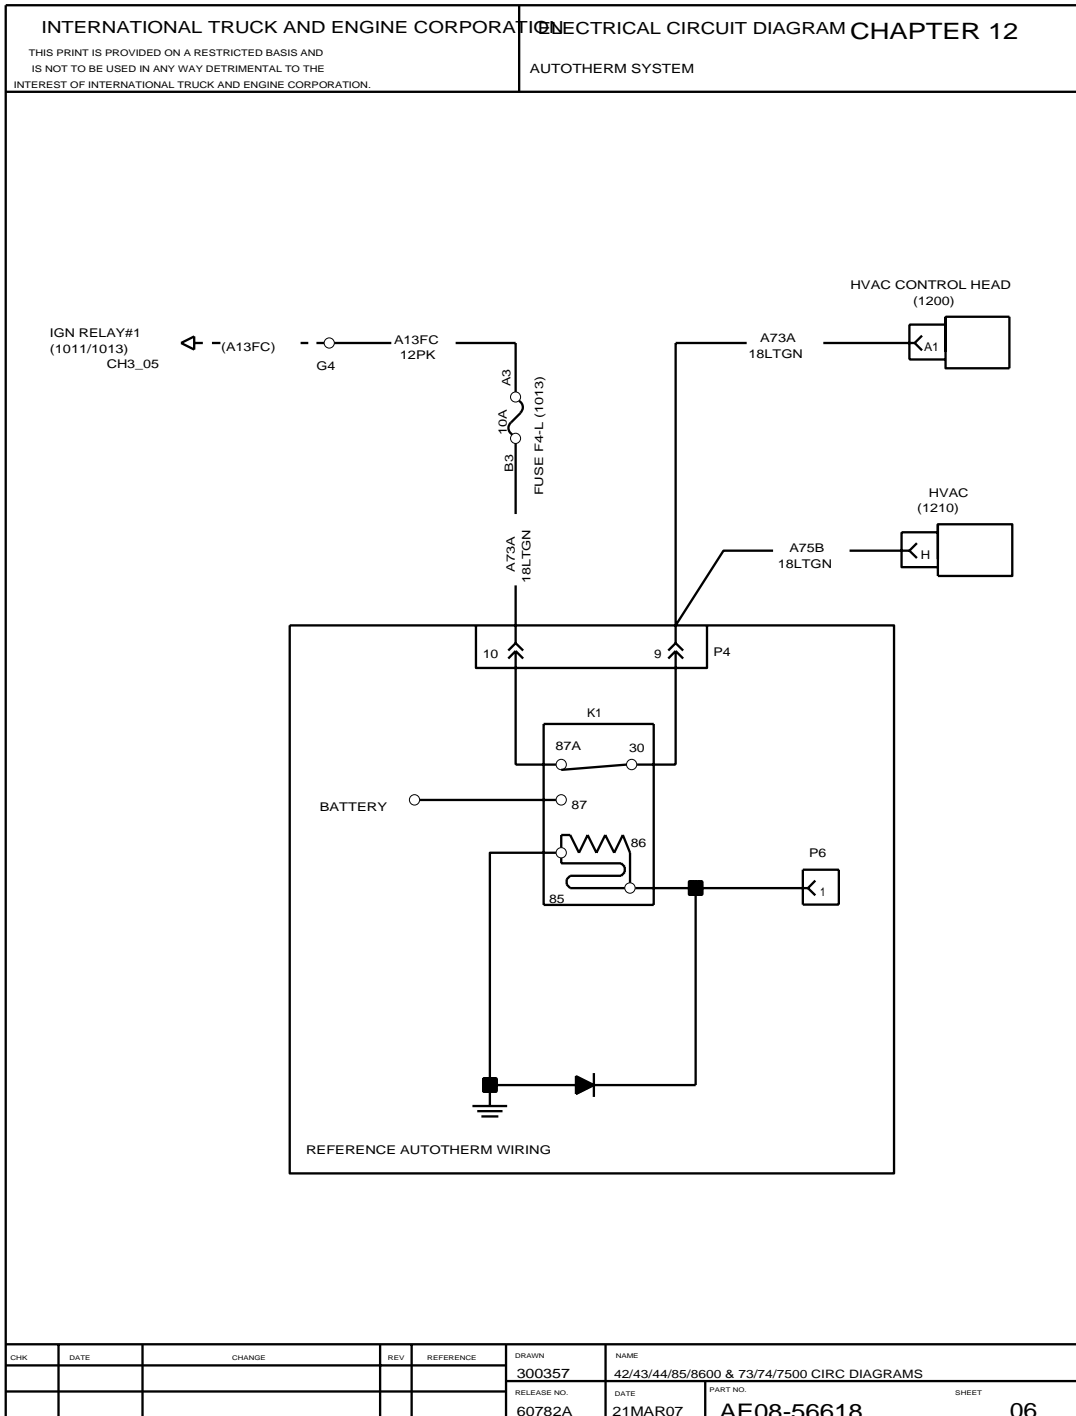 INTERNATIONAL TRUCK AND ENGINE CORPORATION
THIS PRINT IS PROVIDED ON A RESTRICTED BASIS AND
IS NOT TO BE USED IN ANY WAY DETRIMENTAL TO THE
INTEREST OF INTERNATIONAL TRUCK AND ENGINE CORPORATION.
ELECTRICAL CIRCUIT DIAGRAM
CHAPTER 12
AUTOTHERM SYSTEM
HVAC CONTROL HEAD
(1200)
IGN RELAY#1
(1011/1013)
CH3_05
(A13FC)
G4
A13FC
12PK
A73A
18LTGN
A1
A3
10A
B3
FUSE F4-L (1013)
HVAC
(1210)
A73A
18LTGN
A75B
18LTGN
H
10
9
P4
K1
87A
30
BATTERY
87
86
85
P6
1
REFERENCE AUTOTHERM WIRING
CHK
DATE
CHANGE
REV
REFERENCE
DRAWN
300357
NAME
42/43/44/85/8600 & 73/74/7500 CIRC DIAGRAMS
RELEASE NO.
60782A
DATE
21MAR07
PART NO.
AE08-56618
SHEET
06